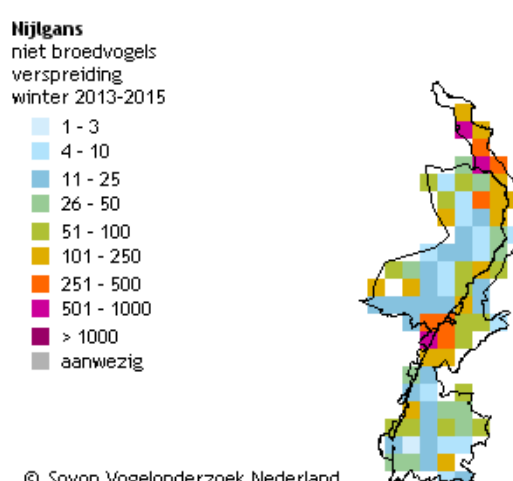 Nijlgans
niet broedvogels
verspreiding
winter 2013-2015
1 - 3
4 - 10
11 - 25
26 - 50
51 - 100
101 - 250
251 - 500
501 - 1000
> 1000
aanwezig
© Sovon Vogelonderzoek Nederland